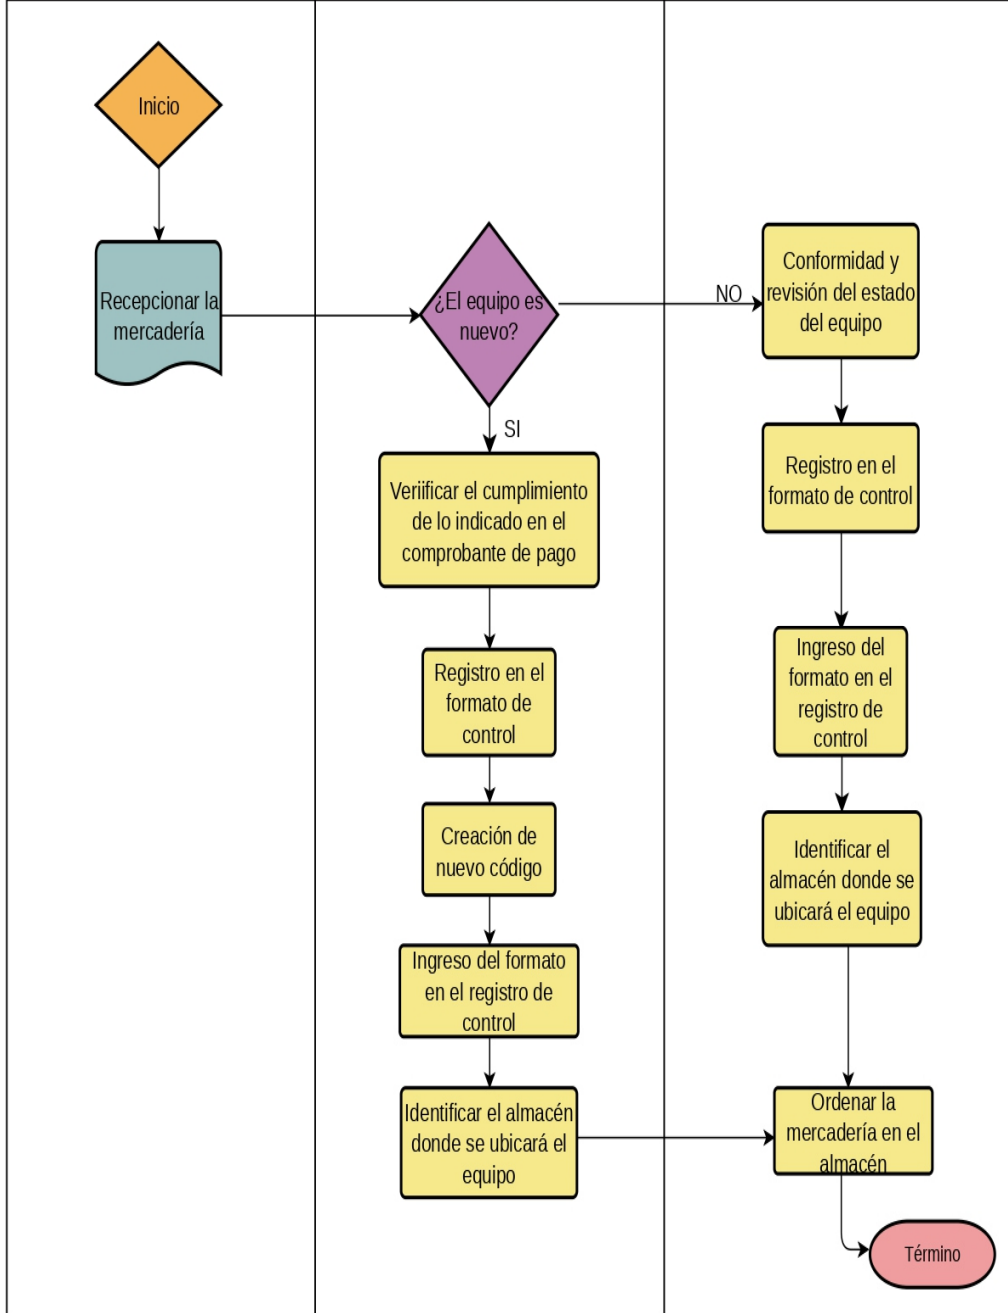 Inicio
Recepcionar la
mercadería
¿El equipo es
nuevo?
NO
SI
Veriificar el cumplimiento
de lo indicado en el
comprobante de pago
Registro en el
formato de
control
Creación de
nuevo código
Ingreso del formato
en el registro de
control
Identificar el almacén
donde se ubicará el
equipo
Conformidad y
revisión del estado
del equipo
Registro en el
formato de control
Ingreso del
formato en el
registro de
control
Identificar el
almacén donde se
ubicará el equipo
Ordenar la
mercadería en el
almacén
Término